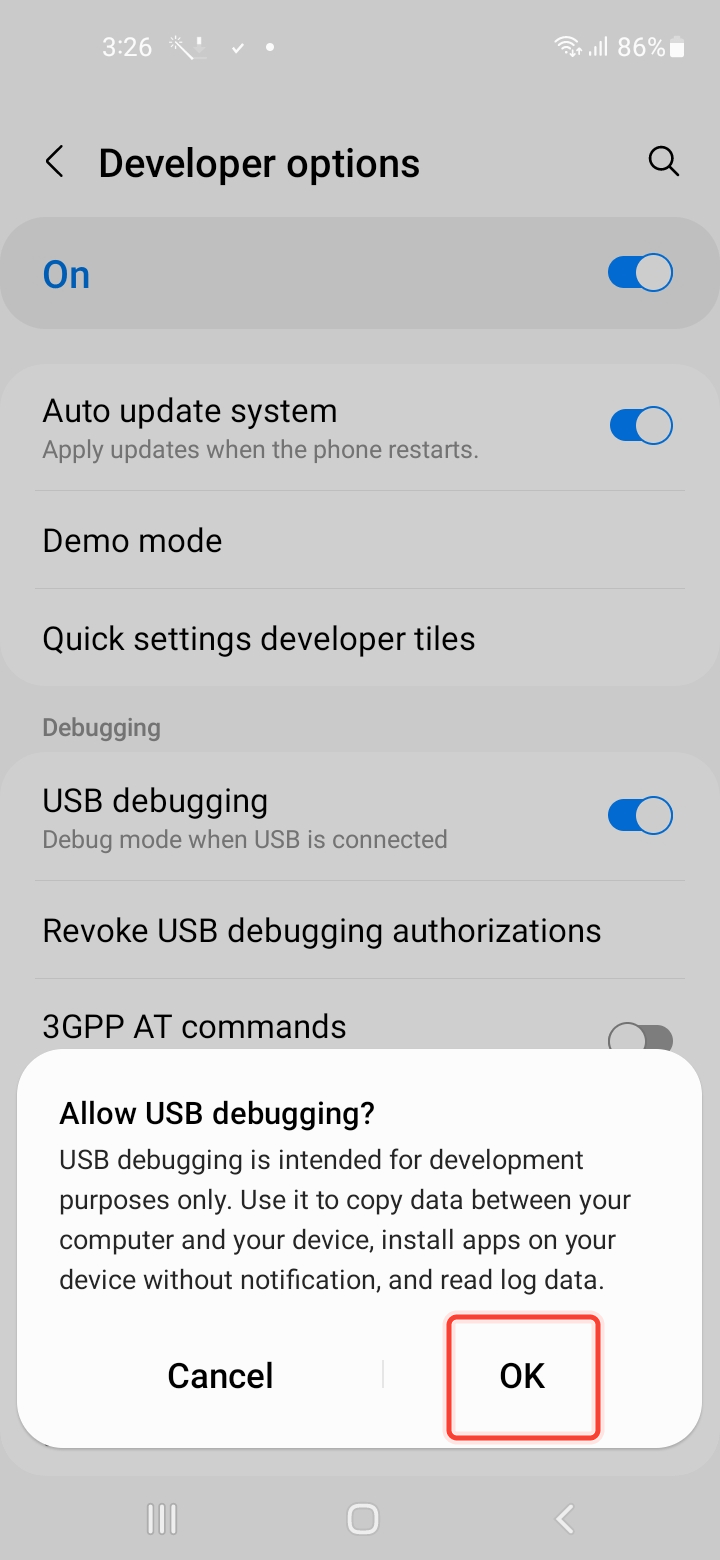 3:26 86%
Developer options
On
Auto update system
Apply updates when the phone restarts.
Demo mode
Quick settings developer tiles
Debugging
USB debugging
Debug mode when USB is connected
Revoke USB debugging authorizations
3GPP AT commands
Allow USB debugging?
USB debugging is intended for development
purposes only. Use it to copy data between your
computer and your device, install apps on your
device without notification, and read log data.
Cancel OK